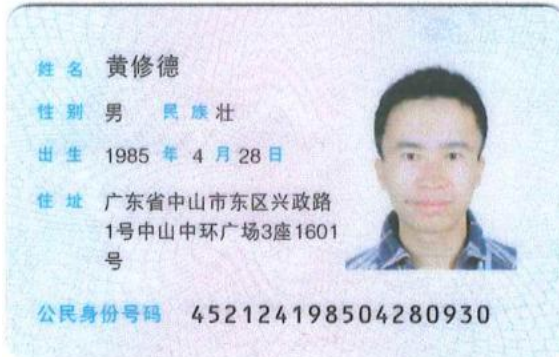 姓名 黄修德
性别 男 民族 壮
出生 1985 年 4 月 28 日
住址 广东省中山市东区兴政路
1号中山中环广场3座1601
号
公民身份号码 452124198504280930